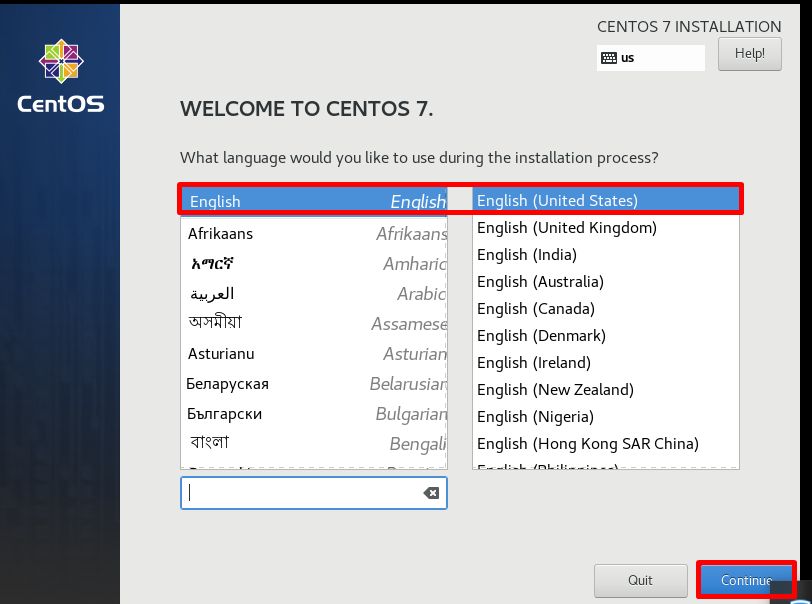 CENTOS 7 INSTALLATION
us
Help!
CentOS
WELCOME TO CENTOS 7.
What language would you like to use during the installation process?
English English
Afrikaans Afrikaans
አማርኛ Amharic
العربية Arabic
অসমীয়া Assamese
Asturianu Asturian
Беларуская Belarusian
Български Bulgarian
বাংলা Bengali
English (United States)
English (United Kingdom)
English (India)
English (Australia)
English (Canada)
English (Denmark)
English (Ireland)
English (New Zealand)
English (Nigeria)
English (Hong Kong SAR China)
English (Philippines)
Quit
Continue